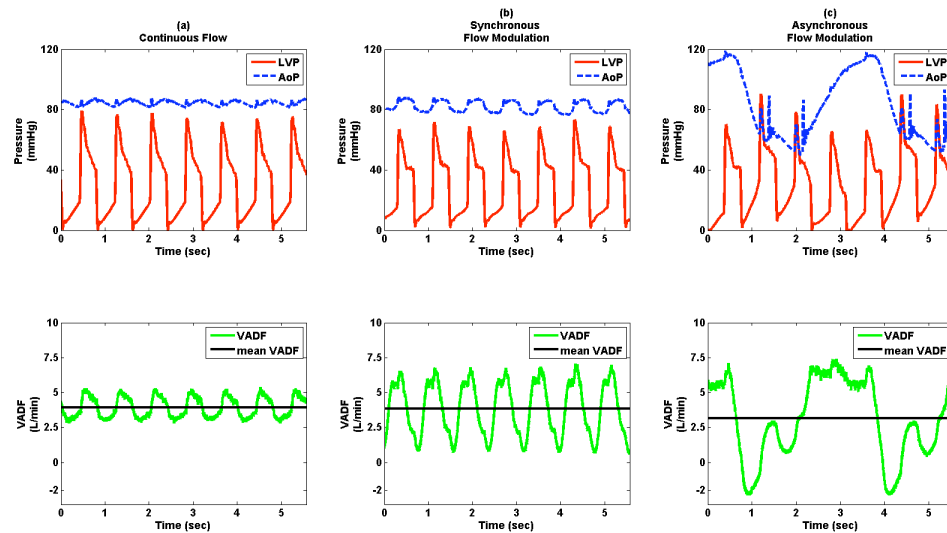 (a)
Continuous Flow
120
80
40
0
Pressure
(mmHg)
LVP
AoP
0 1 2 3 4 5
Time (sec)
(b)
Synchronous
Flow Modulation
120
80
40
0
Pressure
(mmHg)
LVP
AoP
0 1 2 3 4 5
Time (sec)
(c)
Asynchronous
Flow Modulation
120
80
40
0
Pressure
(mmHg)
LVP
AoP
0 1 2 3 4 5
Time (sec)
10
7.5
5
2.5
0
-2
VADF
(L/min)
VADF
mean VADF
0 1 2 3 4 5
Time (sec)
10
7.5
5
2.5
0
-2
VADF
(L/min)
VADF
mean VADF
0 1 2 3 4 5
Time (sec)
10
7.5
5
2.5
0
-2
VADF
(L/min)
VADF
mean VADF
0 1 2 3 4 5
Time (sec)